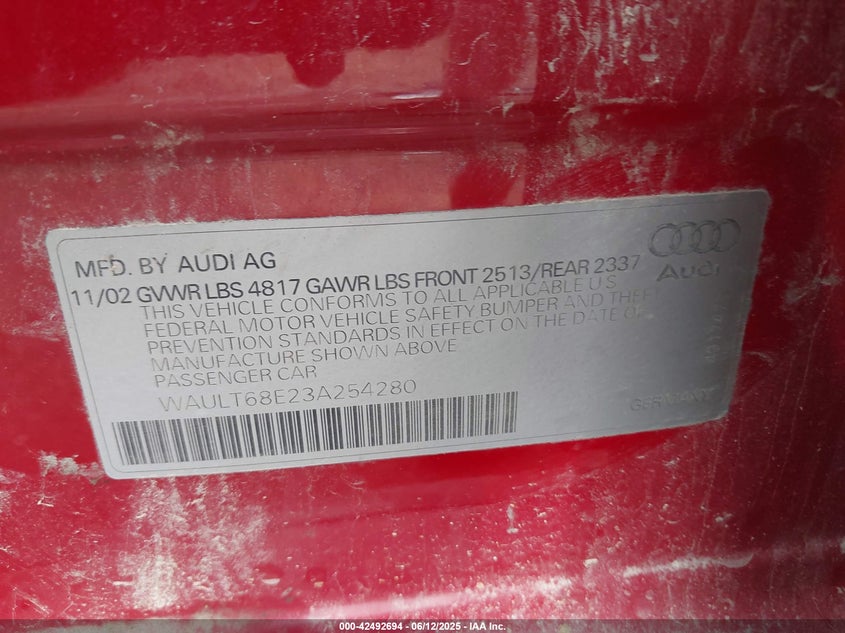 MFD. BY AUDI AG
11/02 GVWR LBS 4817 GAWR LBS FRONT 2513/REAR 2337
THIS VEHICLE CONFORMS TO ALL APPLICABLE U.S.
FEDERAL MOTOR VEHICLE SAFETY BUMPER AND THEFT
PREVENTION STANDARDS IN EFFECT ON THE DATE OF
MANUFACTURE SHOWN ABOVE
PASSENGER CAR
WAULT68E23A254280
Audi
GERMANY
000-42492694 - 06/12/2025 - IAA Inc.